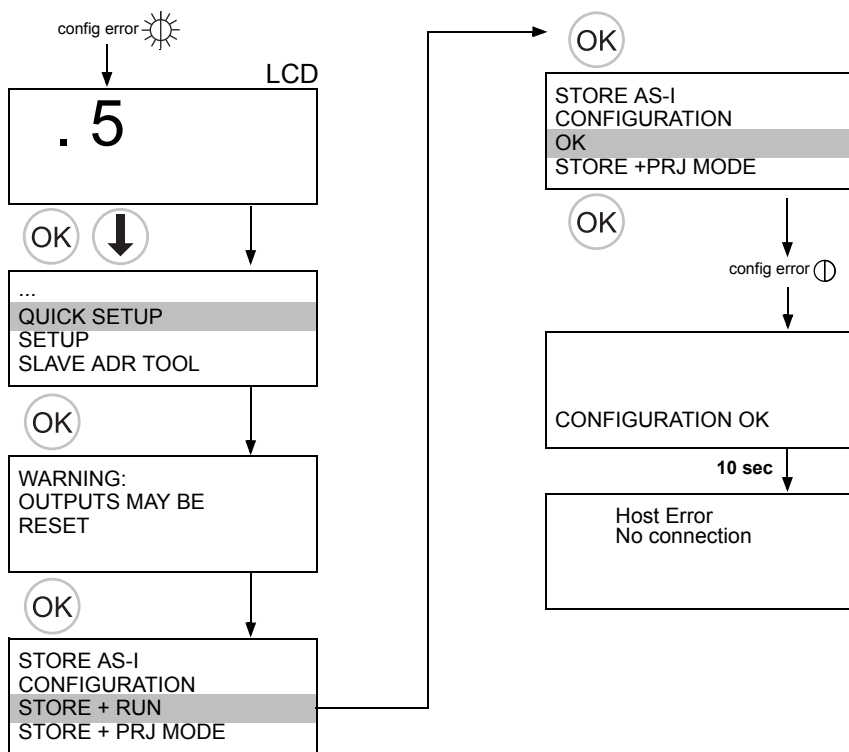 config error
LCD
. 5
OK
...
QUICK SETUP
SETUP
SLAVE ADR TOOL
OK
WARNING:
OUTPUTS MAY BE
RESET
OK
STORE AS-I
CONFIGURATION
STORE + RUN
STORE + PRJ MODE
OK
STORE AS-I
CONFIGURATION
OK
STORE +PRJ MODE
OK
config error
CONFIGURATION OK
10 sec
Host Error
No connection